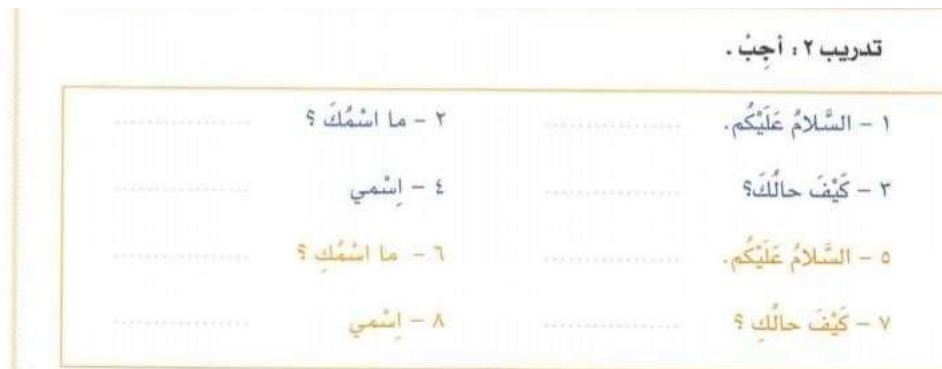 تدريب ٢ : أجِبْ .
١ - السَّلامُ عَلَيْكُم. .................. ٢ - ما اسْمُكَ ؟ ..................
٣ - كَيْفَ حالُكَ؟ .................. ٤ - اِسْمي ..................
٥ - السَّلامُ عَلَيْكُم. .................. ٦ - ما اسْمُكِ ؟ ..................
٧ - كَيْفَ حالُكِ ؟ .................. ٨ - اِسْمي ..................